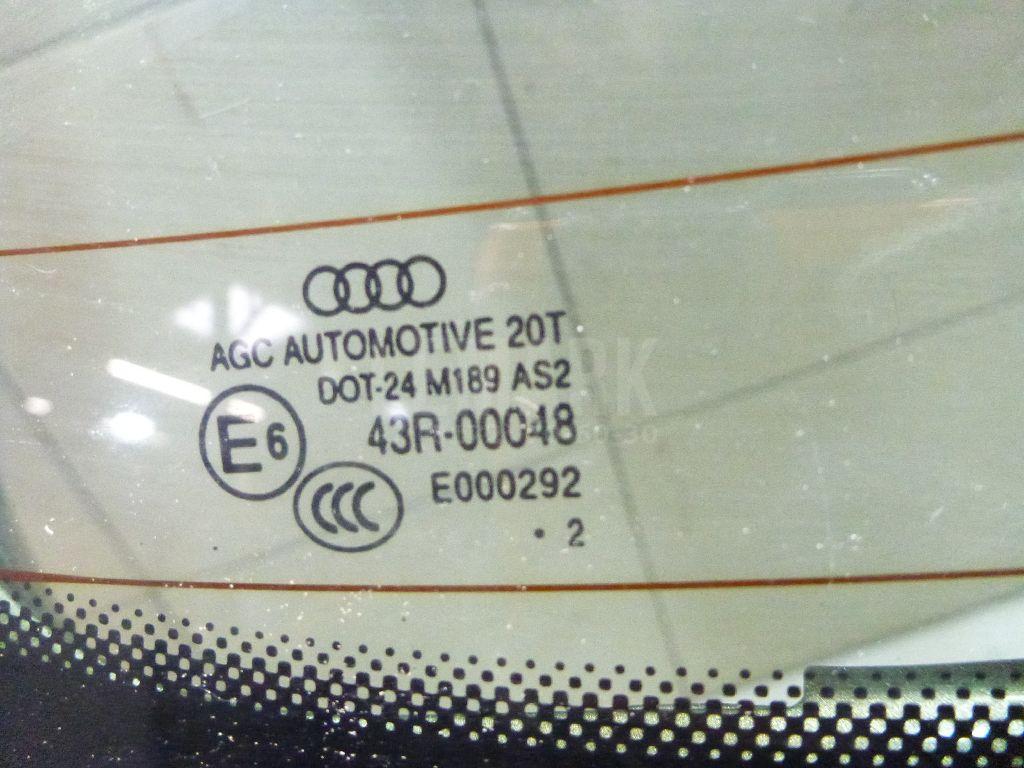 AGC AUTOMOTIVE 20T
DOT-24 M189 AS2
E6 43R-00048
CCC E000292
· 2